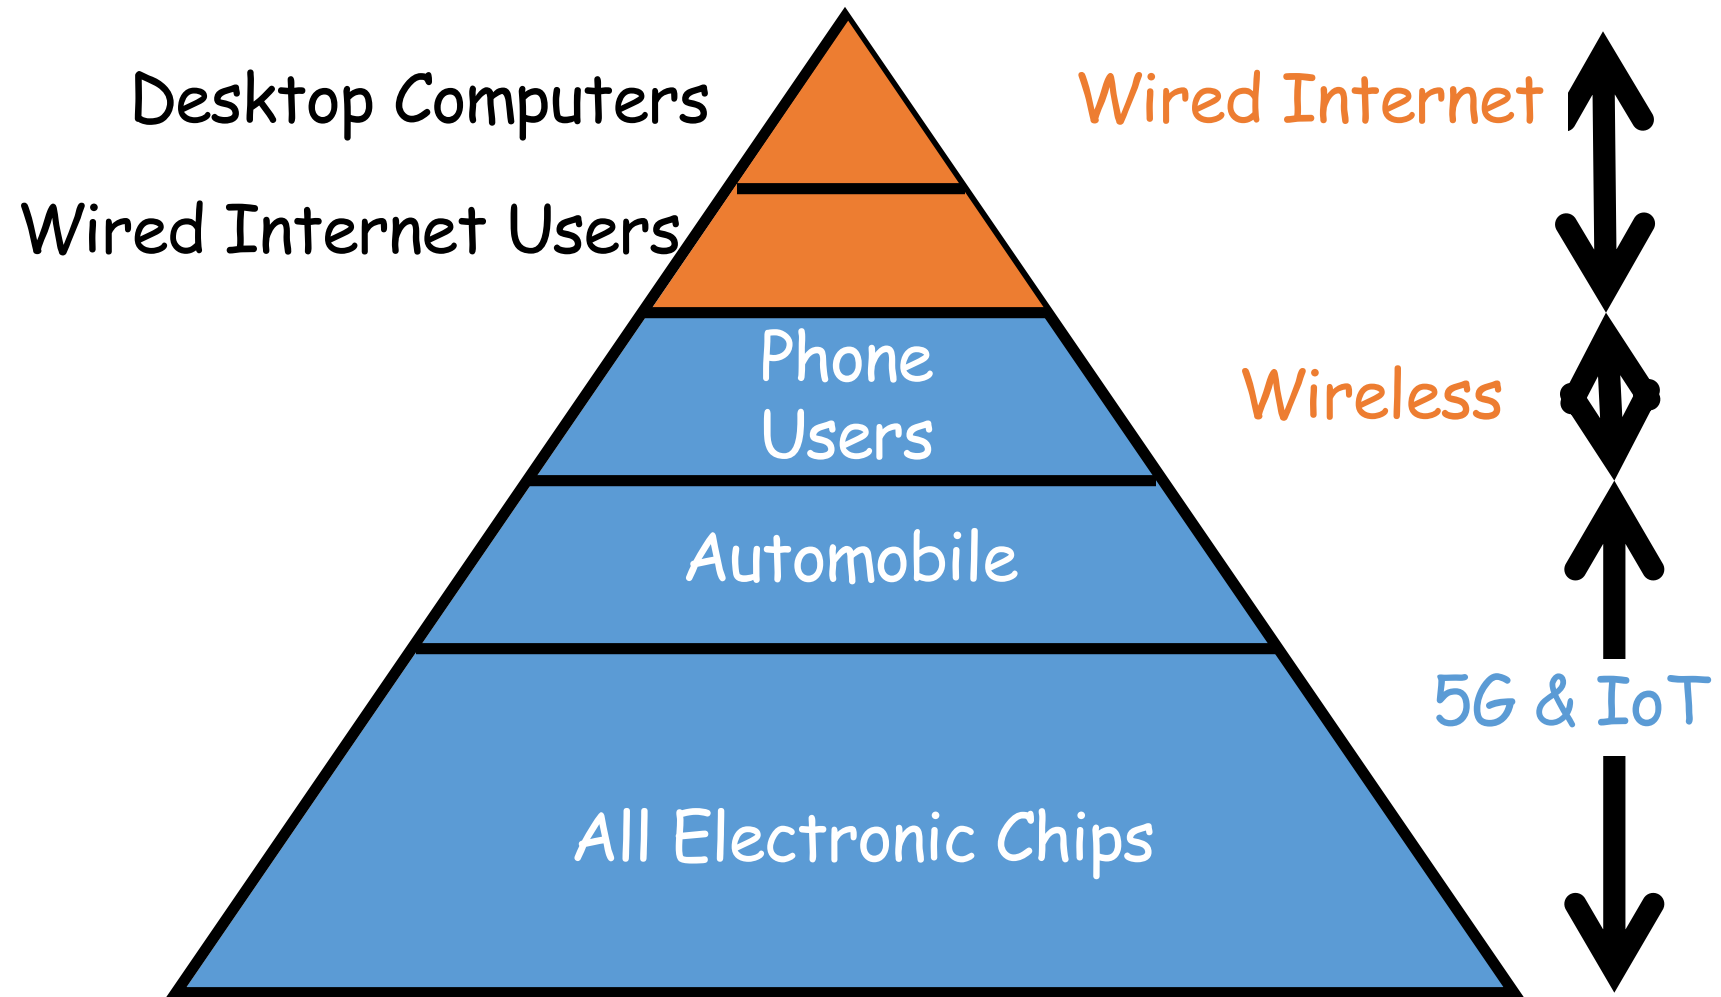 Desktop Computers
Wired Internet
Wired Internet Users
Phone
Users
Wireless
Automobile
5G & IoT
All Electronic Chips